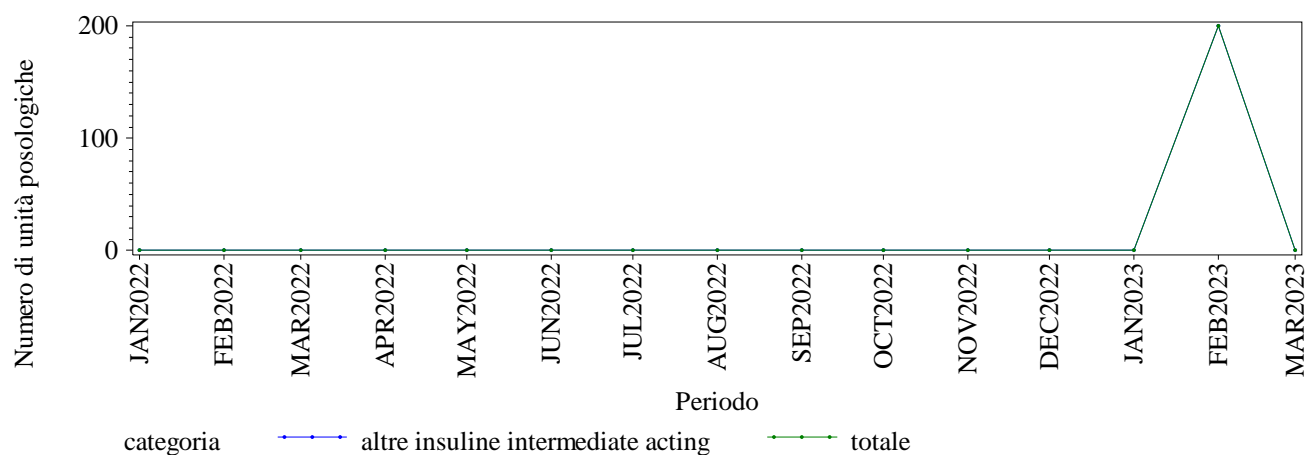 Numero di unità posologiche
200
100
0
JAN2022
FEB2022
MAR2022
APR2022
MAY2022
JUN2022
JUL2022
AUG2022
SEP2022
OCT2022
NOV2022
DEC2022
JAN2023
FEB2023
MAR2023
Periodo
categoria altre insuline intermediate acting totale